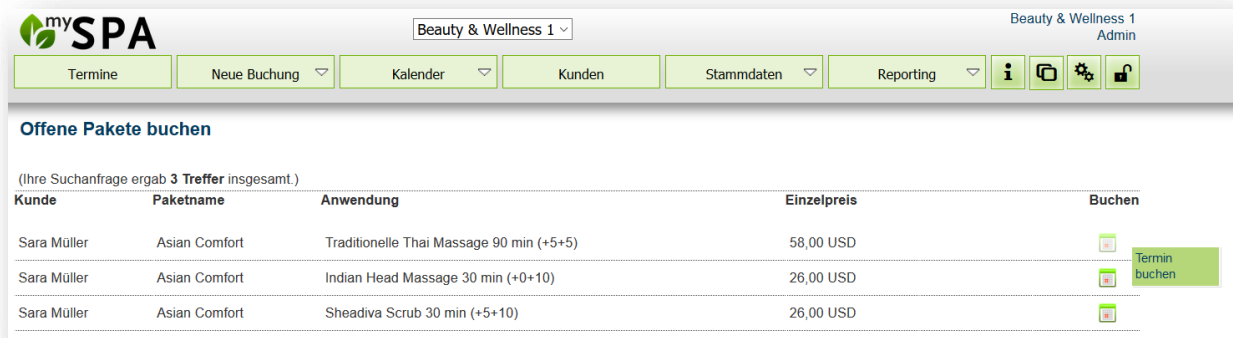 mySPA
Beauty & Wellness 1
Beauty & Wellness 1
Admin
Termine Neue Buchung Kalender Kunden Stammdaten Reporting i
Offene Pakete buchen
(Ihre Suchanfrage ergab 3 Treffer insgesamt.)
Kunde Paketname Anwendung Einzelpreis Buchen
Sara Müller Asian Comfort Traditionelle Thai Massage 90 min (+5+5) 58,00 USD
Termin
buchen
Sara Müller Asian Comfort Indian Head Massage 30 min (+0+10) 26,00 USD
Sara Müller Asian Comfort Sheadiva Scrub 30 min (+5+10) 26,00 USD